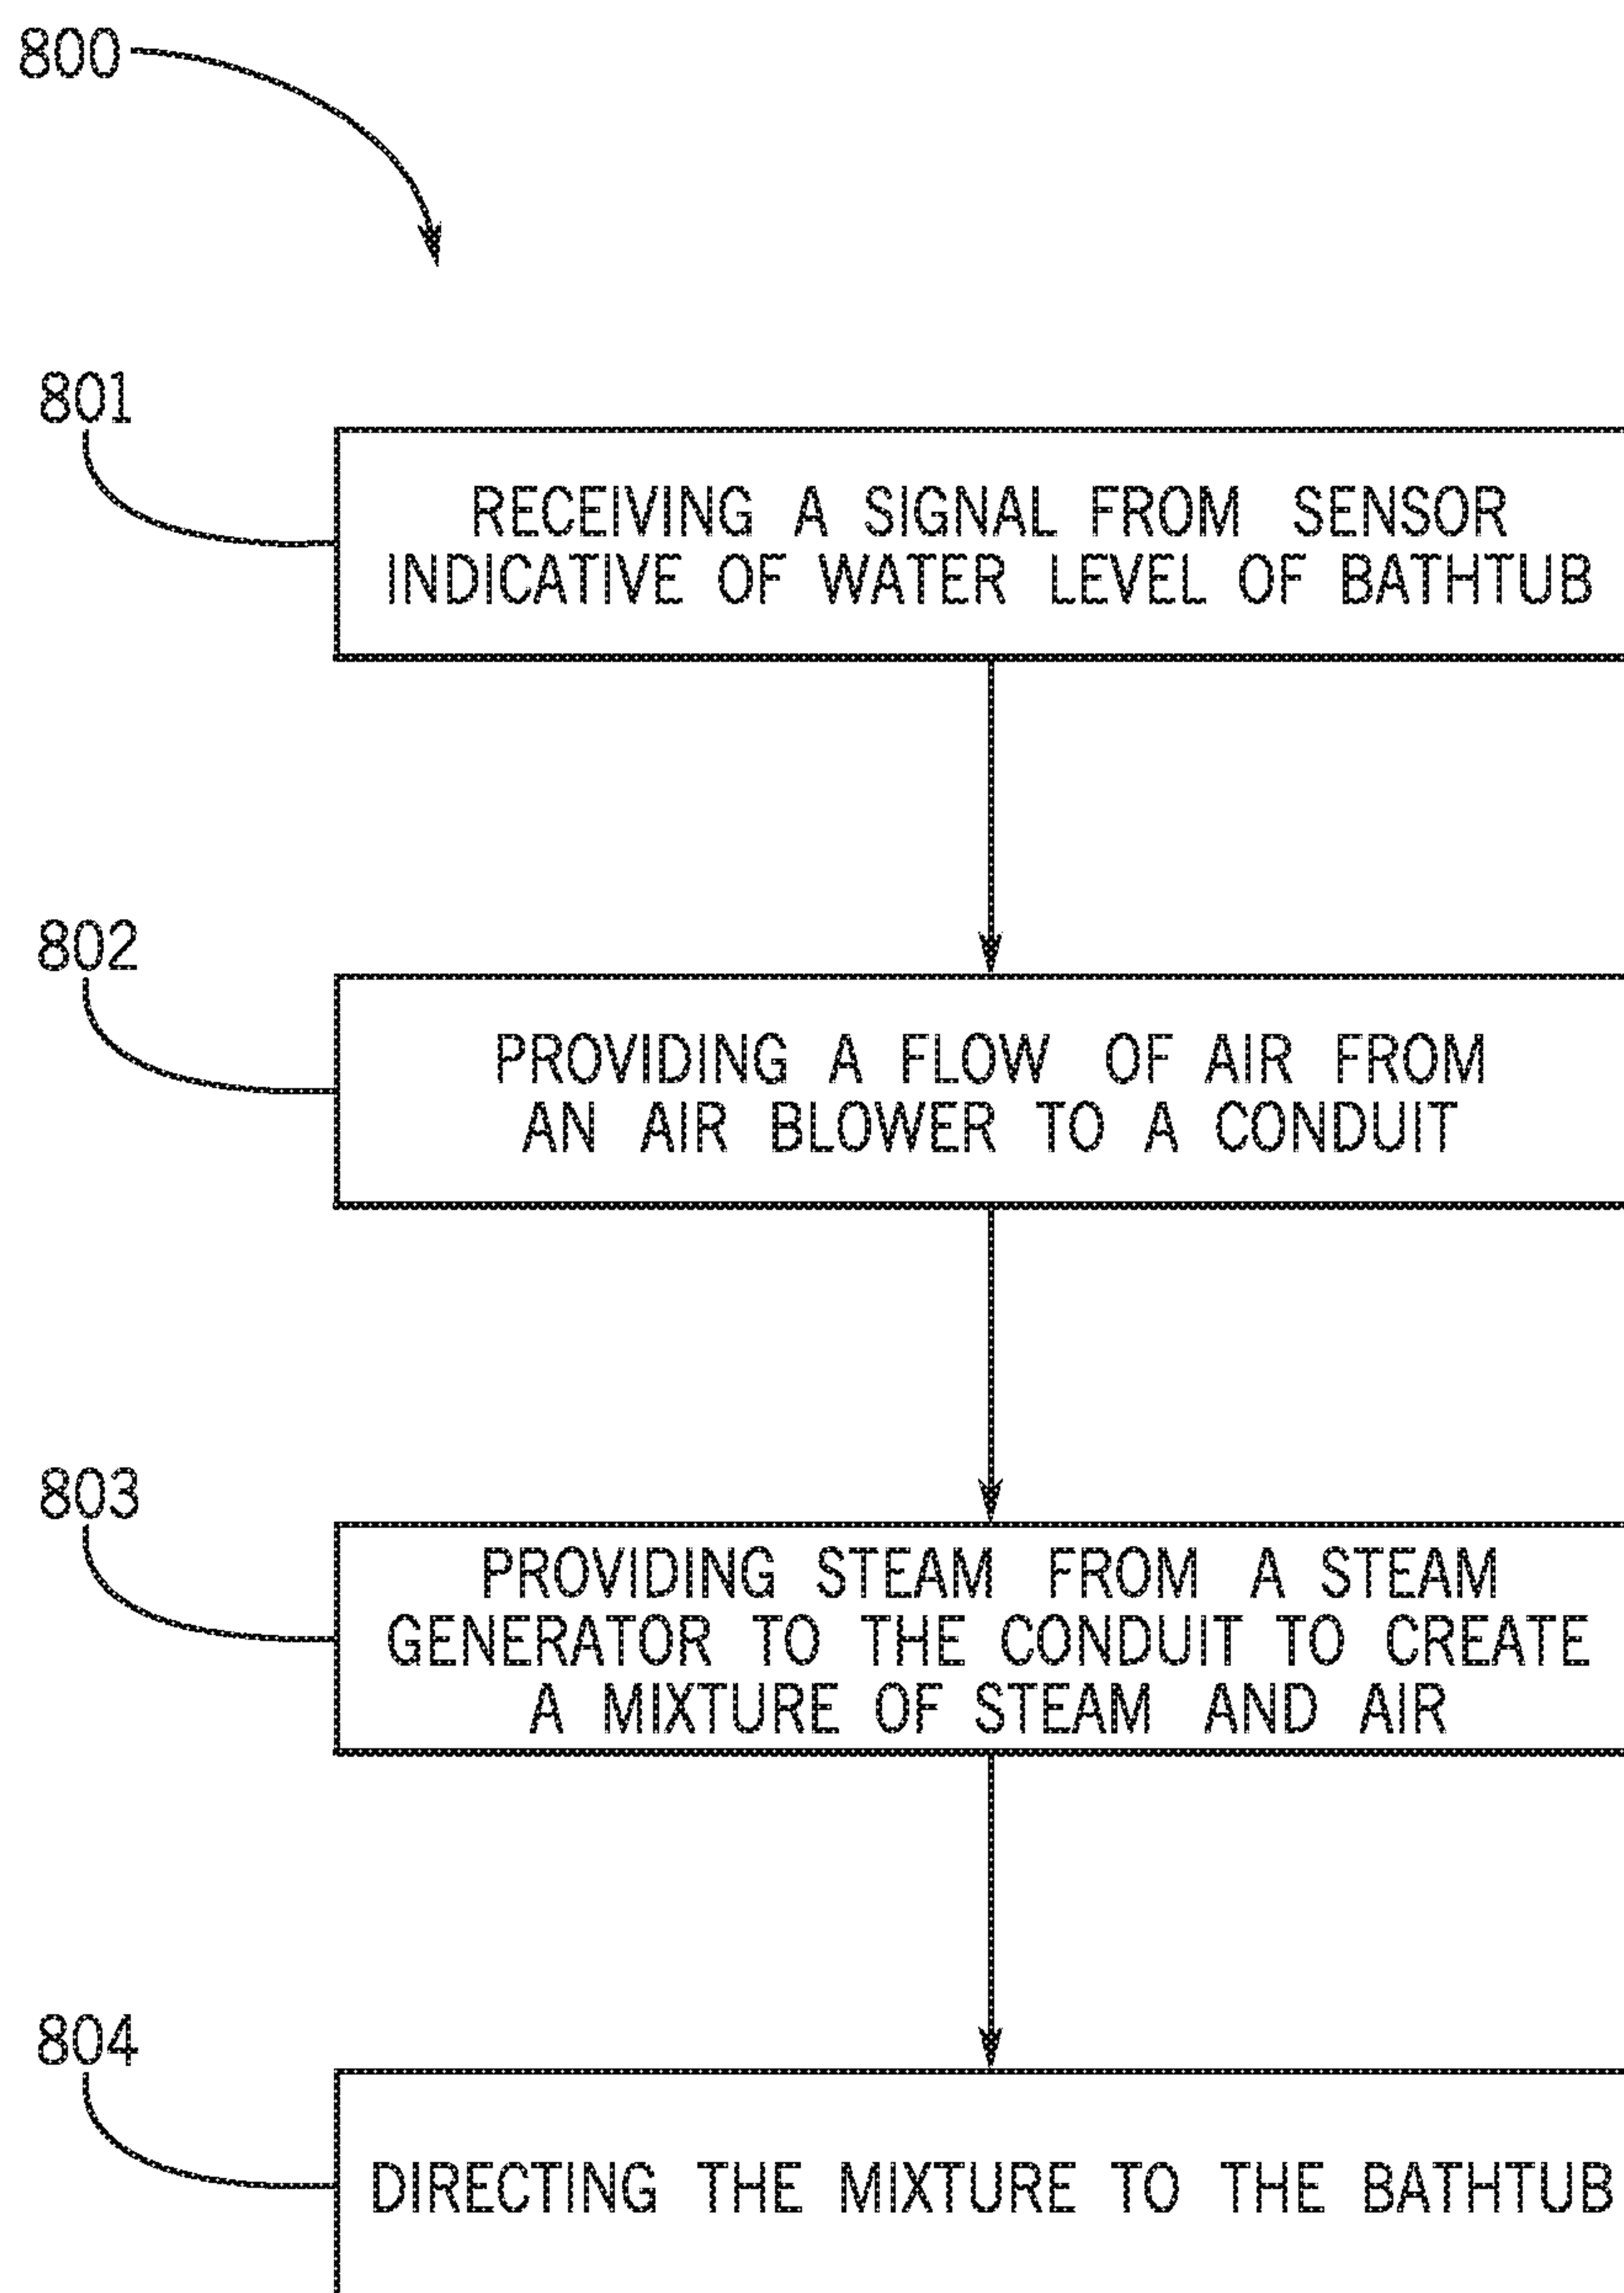 800
801
RECEIVING A SIGNAL FROM SENSOR
INDICATIVE OF WATER LEVEL OF BATHTUB
802
PROVIDING A FLOW OF AIR FROM
AN AIR BLOWER TO A CONDUIT
803
PROVIDING STEAM FROM A STEAM
GENERATOR TO THE CONDUIT TO CREATE
A MIXTURE OF STEAM AND AIR
804
DIRECTING THE MIXTURE TO THE BATHTUB